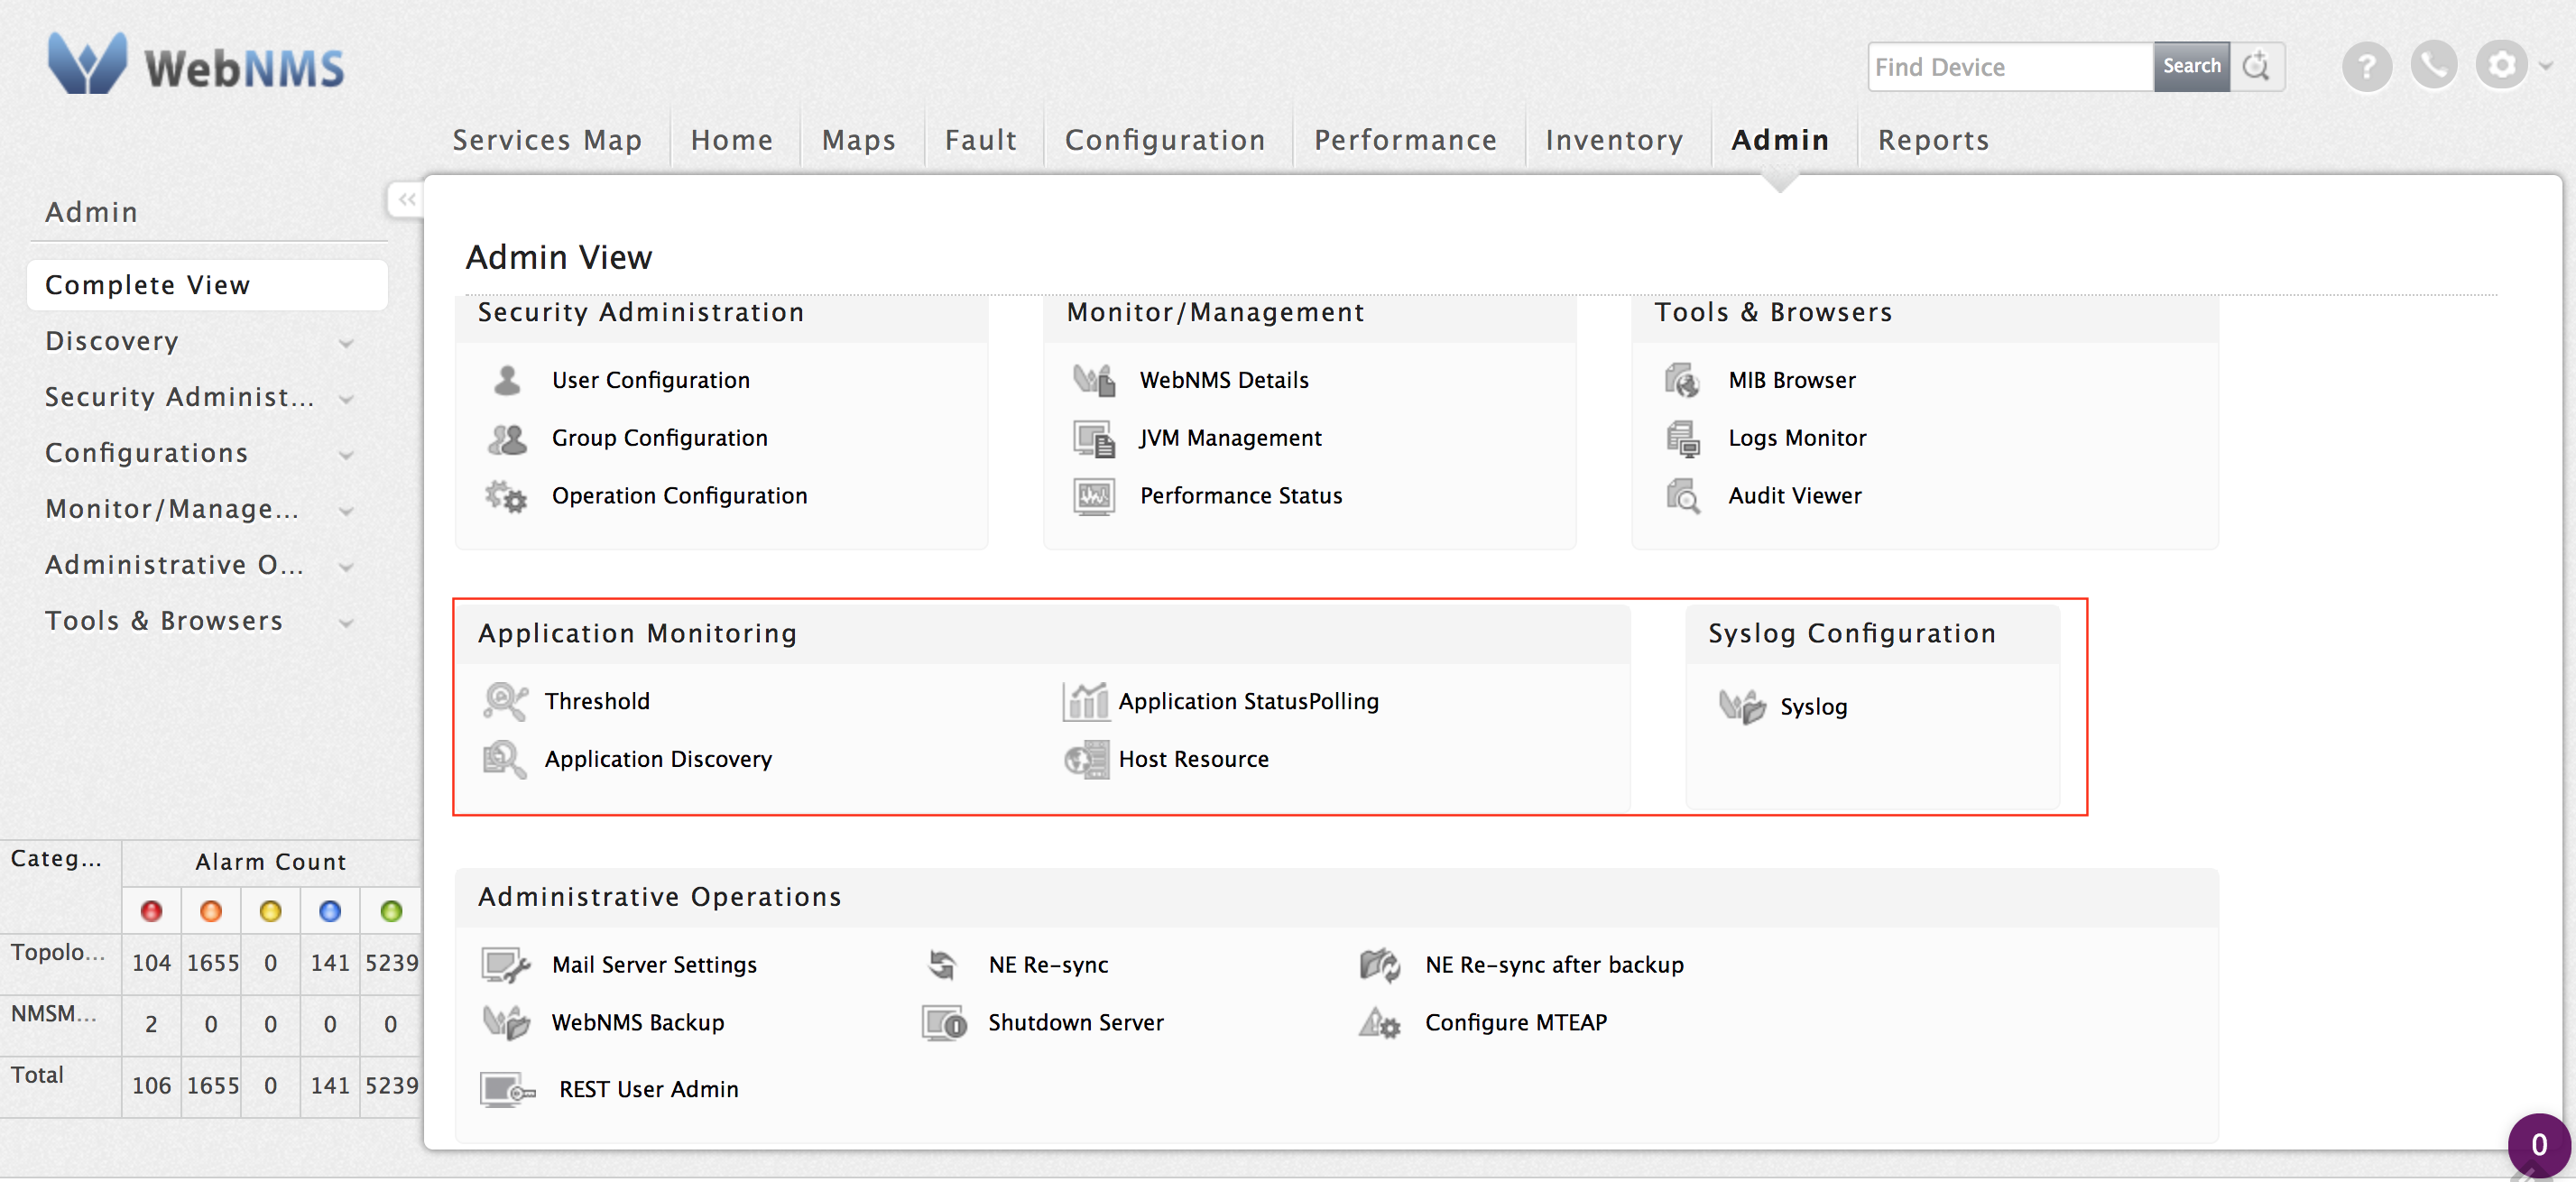 WebNMS
Find Device Search
Services Map Home Maps Fault Configuration Performance Inventory Admin Reports
Admin
Complete View
Discovery
Security Administ...
Configurations
Monitor/Manage...
Administrative O...
Tools & Browsers
Categ... Alarm Count
Topolo... 104 1655 0 141 5239
NMSM... 2 0 0 0 0
Total 106 1655 0 141 5239
Admin View
Security Administration
User Configuration
Group Configuration
Operation Configuration
Monitor/Management
WebNMS Details
JVM Management
Performance Status
Tools & Browsers
MIB Browser
Logs Monitor
Audit Viewer
Application Monitoring
Threshold Application StatusPolling
Application Discovery Host Resource
Syslog Configuration
Syslog
Administrative Operations
Mail Server Settings NE Re-sync NE Re-sync after backup
WebNMS Backup Shutdown Server Configure MTEAP
REST User Admin
0